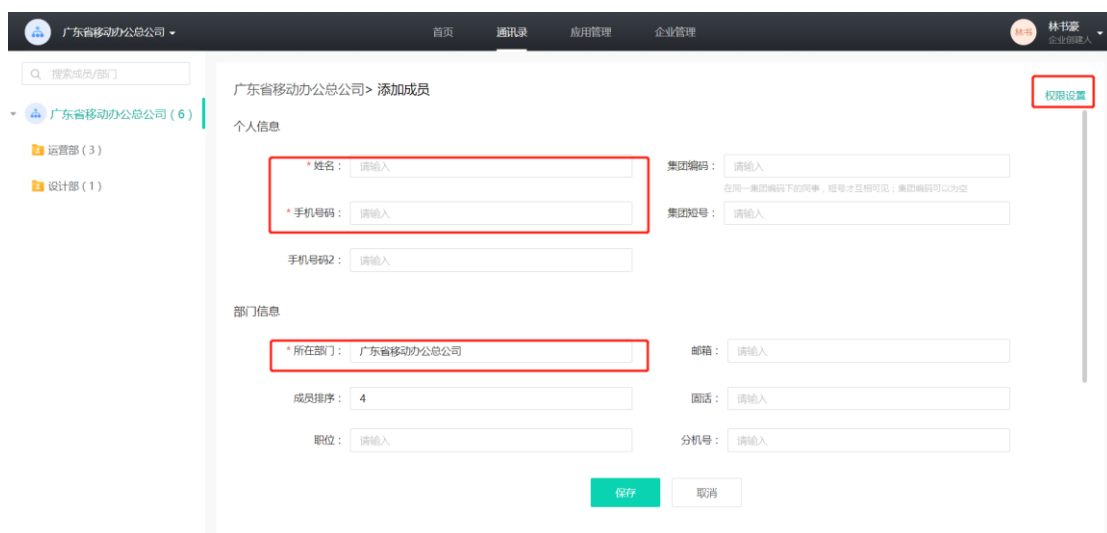 广东省移动办公总公司 首页 通讯录 应用管理 企业管理 林书 林书豪
企业创建人
搜索成员/部门
广东省移动办公总公司 ( 6 )
运营部 ( 3 )
设计部 ( 1 )
广东省移动办公总公司> 添加成员 权限设置
个人信息
* 姓名： 请输入 集团编码： 请输入
在同一集团编码下的同事，短号才互相可见；集团编码可以为空
* 手机号码： 请输入 集团短号： 请输入
手机号码2： 请输入
部门信息
* 所在部门： 广东省移动办公总公司 邮箱： 请输入
成员排序： 4 固话： 请输入
职位： 请输入 分机号： 请输入
保存 取消